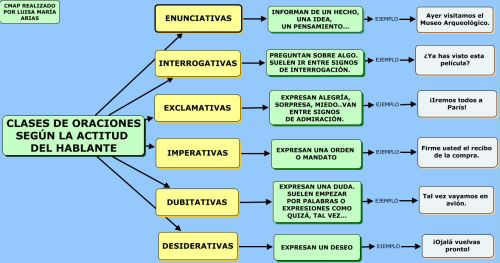 CMAP REALIZADO
POR LUISA MARÍA
ARIAS
CLASES DE ORACIONES
SEGÚN LA ACTITUD
DEL HABLANTE
ENUNCIATIVAS
INFORMAN DE UN HECHO,
UNA IDEA,
UN PENSAMIENTO...
EJEMPLO
Ayer visitamos el
Museo Arqueológico.
INTERROGATIVAS
PREGUNTAN SOBRE ALGO.
SUELEN IR ENTRE SIGNOS
DE INTERROGACIÓN.
EJEMPLO
¿Ya has visto esta
película?
EXCLAMATIVAS
EXPRESAN ALEGRÍA,
SORPRESA, MIEDO..VAN
ENTRE SIGNOS
DE ADMIRACIÓN.
EJEMPLO
¡Iremos todos a
París!
IMPERATIVAS
EXPRESAN UNA ORDEN
O MANDATO
EJEMPLO
Firme usted el recibo
de la compra.
DUBITATIVAS
EXPRESAN UNA DUDA.
SUELEN EMPEZAR
POR PALABRAS O
EXPRESIONES COMO
QUIZÁ, TAL VEZ...
EJEMPLO
Tal vez vayamos en
avión.
DESIDERATIVAS
EXPRESAN UN DESEO
EJEMPLO
¡Ojalá vuelvas
pronto!